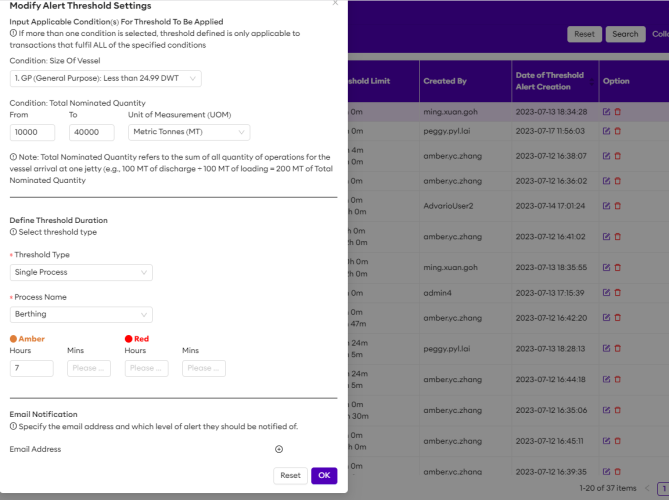 Modify Alert Threshold Settings
Input Applicable Condition(s) For Threshold To Be Applied
If more than one condition is selected, threshold defined is only applicable to
transactions that fulfil ALL of the specified conditions
Condition: Size Of Vessel
1. GP (General Purpose): Less than 24.99 DWT
Condition: Total Nominated Quantity
From To Unit of Measurement (UOM)
10000 40000 Metric Tonnes (MT)
Note: Total Nominated Quantity refers to the sum of all quantity of operations for the
vessel arrival at one jetty (e.g., 100 MT of discharge + 100 MT of loading = 200 MT of Total
Nominated Quantity
Define Threshold Duration
Select threshold type
* Threshold Type
Single Process
* Process Name
Berthing
Amber Red
Hours Mins Hours Mins
7 Please ... Please ... Please ...
Email Notification
Specify the email address and which level of alert they should be notified of.
Email Address
Reset OK
Reset Search Coll
shold Limit Created By Date of Threshold Alert Creation Option
0m ming.xuan.goh 2023-07-13 18:34:28
0m peggy.pyl.lai 2023-07-17 11:56:03
4m
0m amber.yc.zhang 2023-07-12 16:38:07
0m amber.yc.zhang 2023-07-12 16:36:02
0m
h 0m AdvarioUser2 2023-07-14 17:01:24
h 0m
h 0m amber.yc.zhang 2023-07-12 16:41:02
h 0m
h 0m ming.xuan.goh 2023-07-13 18:35:55
0m admin4 2023-07-13 17:15:39
0m
47m amber.yc.zhang 2023-07-12 16:42:20
24m
5m peggy.pyl.lai 2023-07-13 18:28:13
24m
5m amber.yc.zhang 2023-07-12 16:44:18
0m
30m amber.yc.zhang 2023-07-12 16:35:06
0m
h 0m amber.yc.zhang 2023-07-12 16:45:11
0m amber.yc.zhang 2023-07-12 16:39:35
1-20 of 37 items 1